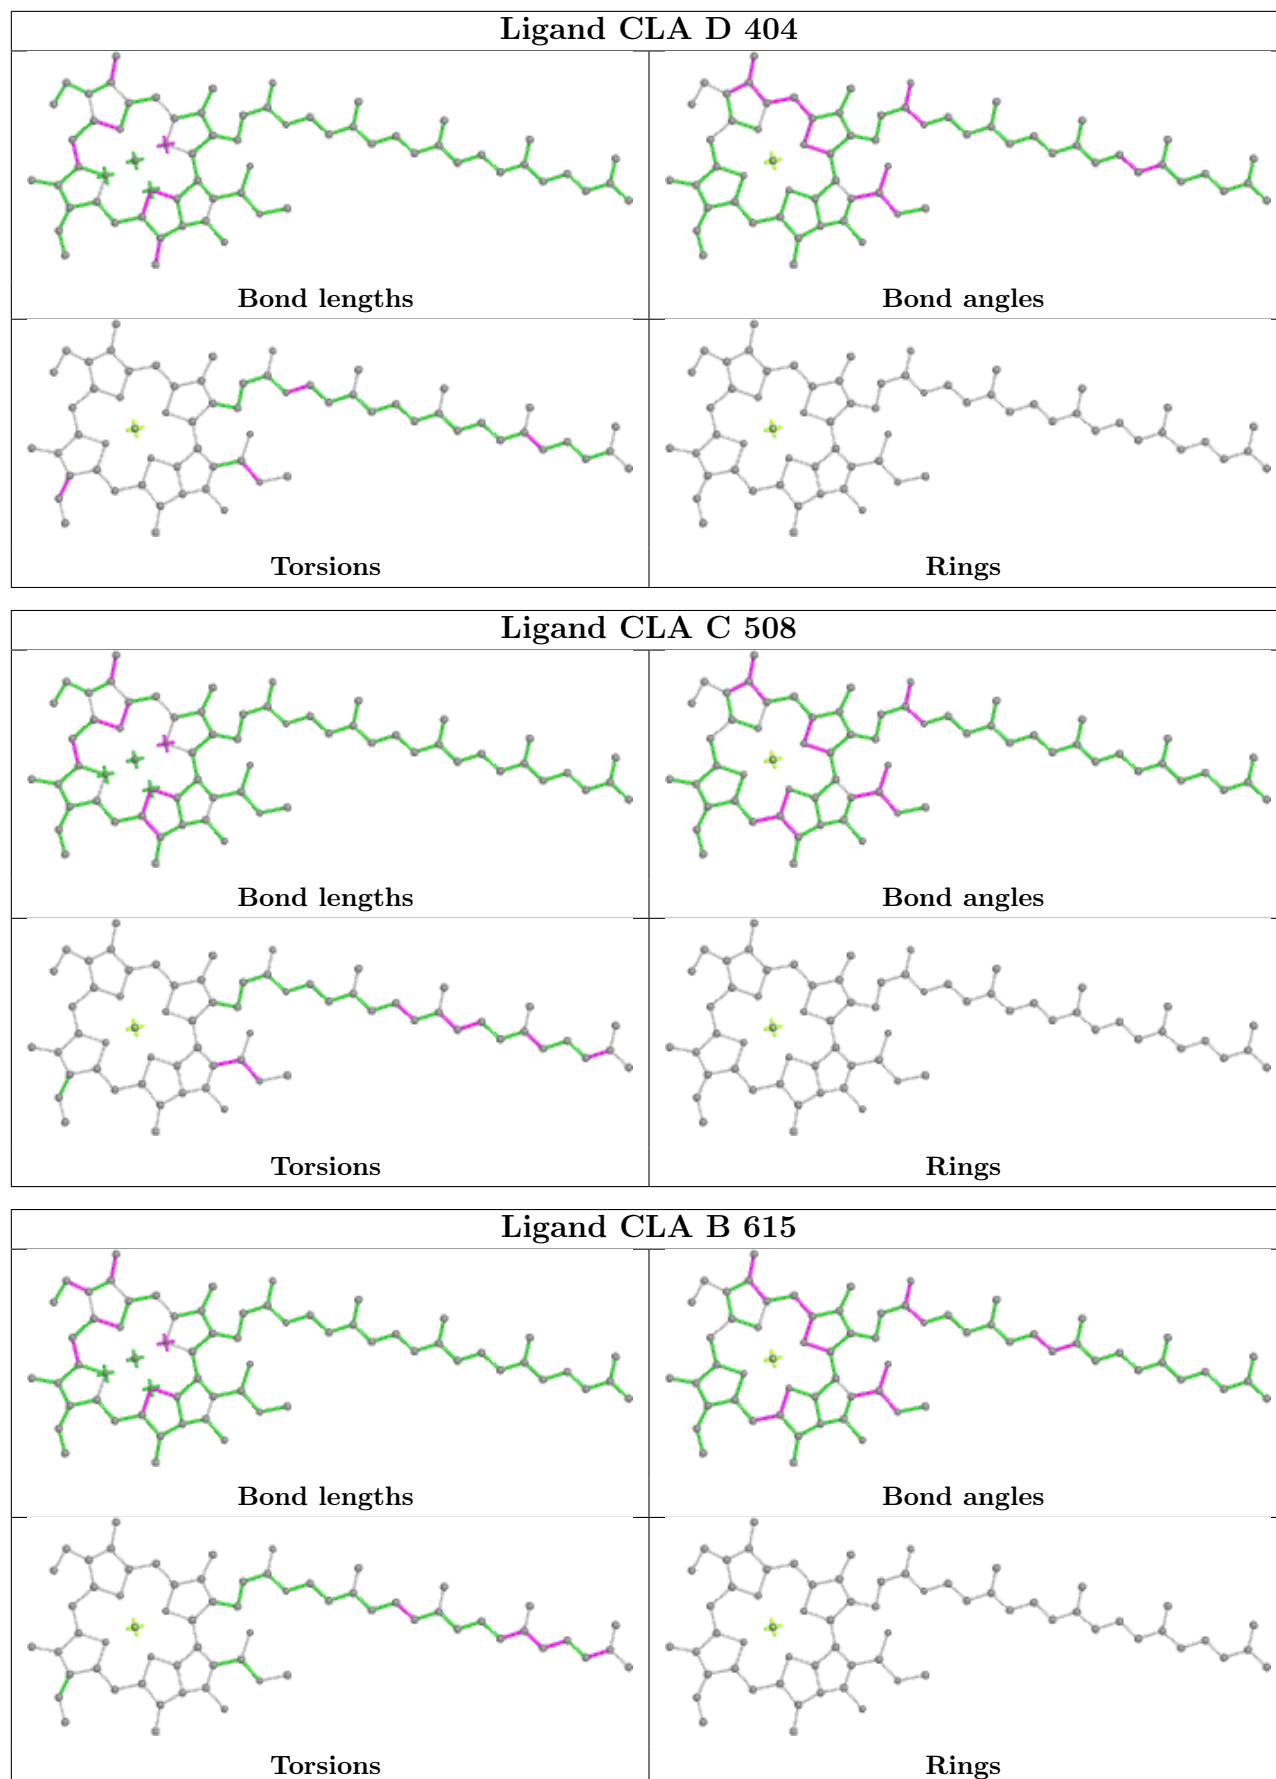 Ligand CLA D 404
Bond lengths
Bond angles
Torsions
Rings
Ligand CLA C 508
Bond lengths
Bond angles
Torsions
Rings
Ligand CLA B 615
Bond lengths
Bond angles
Torsions
Rings